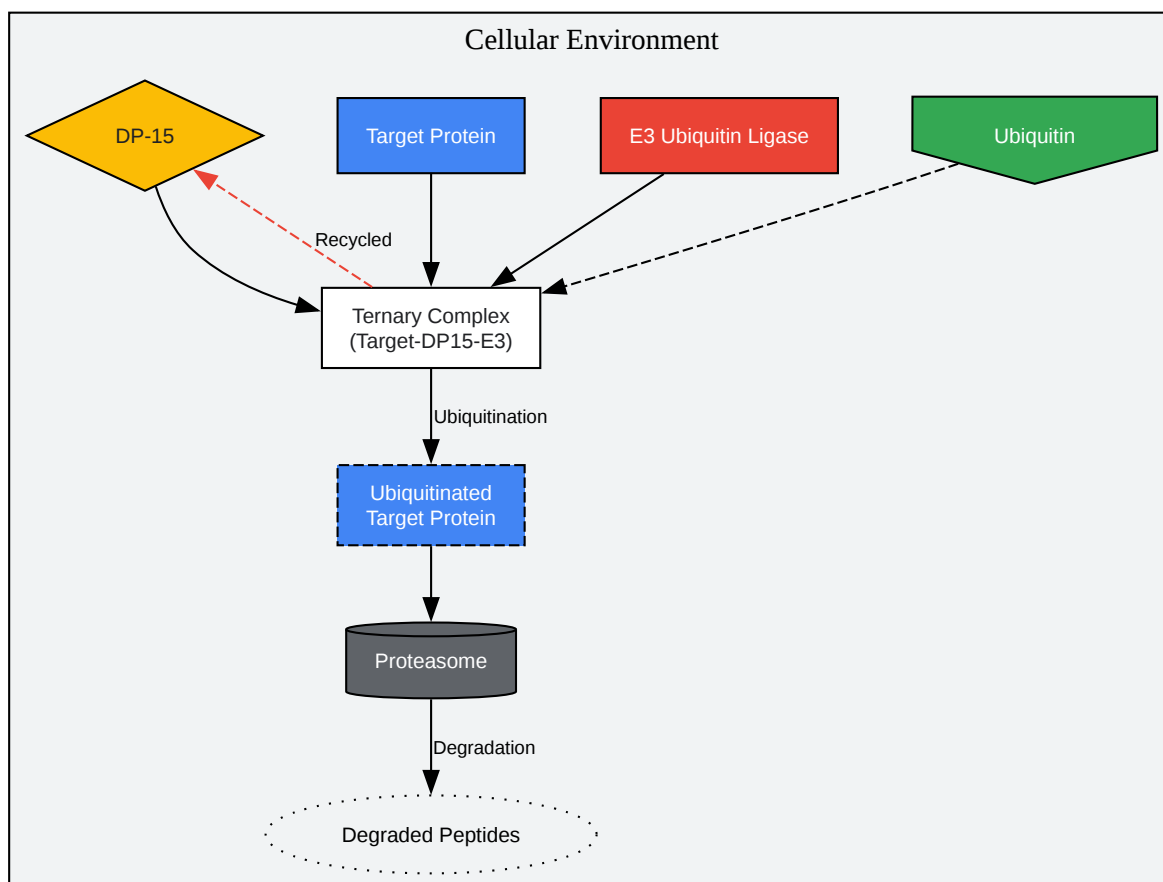 Cellular Environment
DP-15
Target Protein
E3 Ubiquitin Ligase
Ubiquitin
Recycled
Ternary Complex
(Target-DP15-E3)
Ubiquitination
Ubiquitinated
Target Protein
Proteasome
Degradation
Degraded Peptides